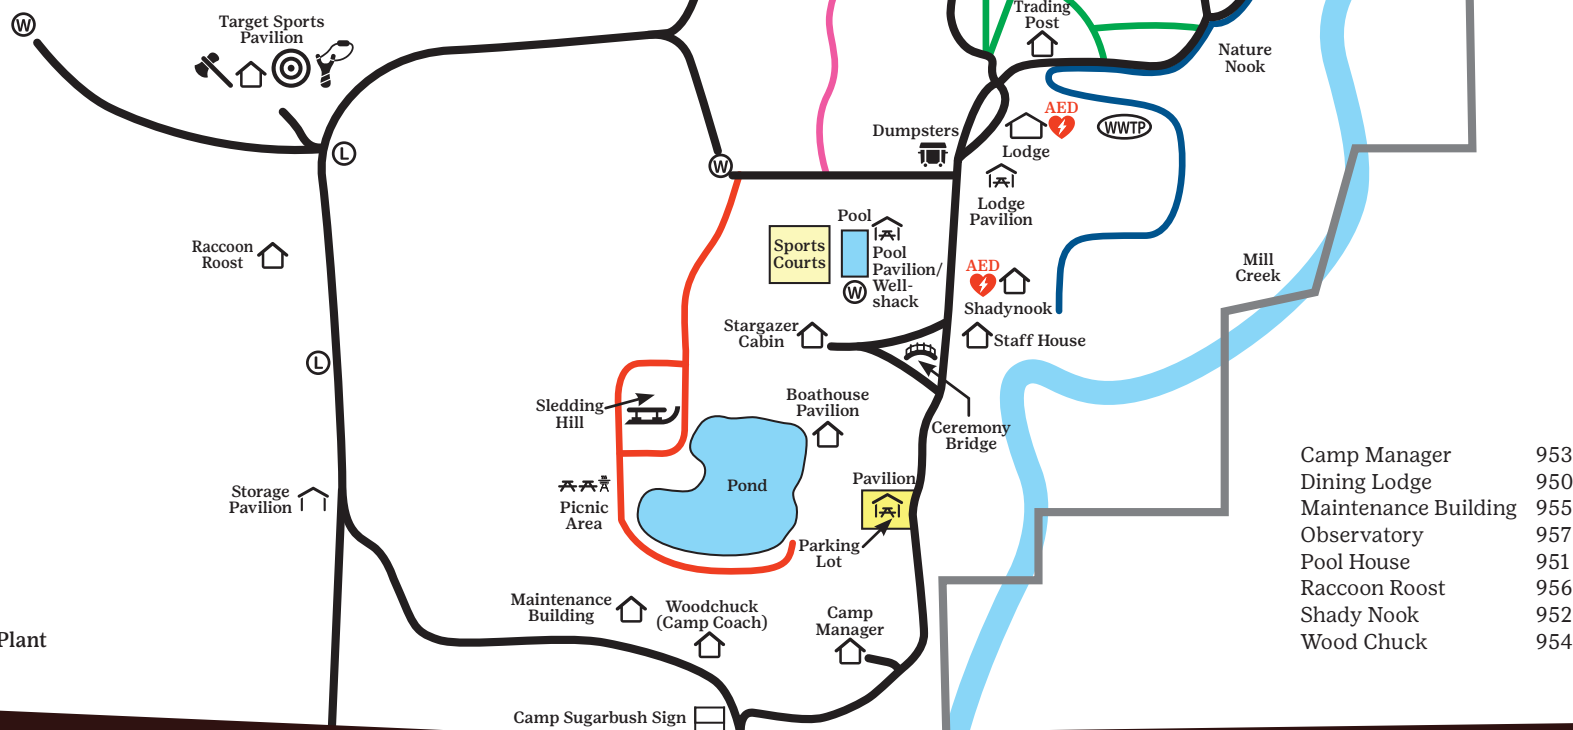 W
Target Sports
Pavilion
Trading
Post
Nature
Nook
L
W
Dumpsters
AED
WWTP
Lodge
Lodge
Pavilion
Raccoon
Roost
Sports
Courts
Pool
Pool
Pavilion/
Well-
shack
W
AED
Shadynook
Mill
Creek
Stargazer
Cabin
Staff House
L
Sledding
Hill
Boathouse
Pavilion
Ceremony
Bridge
Storage
Pavilion
Picnic
Area
Pond
Pavilion
Parking
Lot
Camp Manager 953
Dining Lodge 950
Maintenance Building 955
Observatory 957
Pool House 951
Raccoon Roost 956
Shady Nook 952
Wood Chuck 954
Maintenance
Building
Woodchuck
(Camp Coach)
Camp
Manager
Plant
Camp Sugarbush Sign